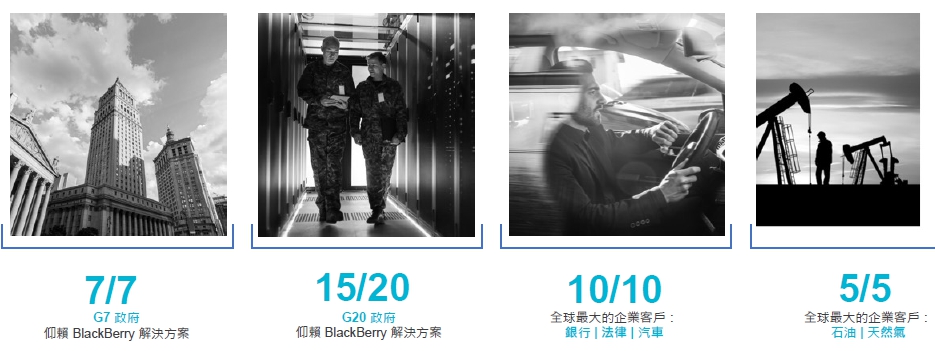 7/7
G7 政府
仰賴 BlackBerry 解決方案
15/20
G20 政府
仰賴 BlackBerry 解決方案
10/10
全球最大的企業客戶：
銀行 | 法律 | 汽車
5/5
全球最大的企業客戶：
石油 | 天然氣